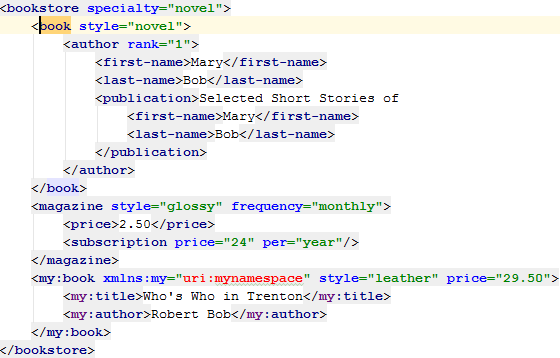 <bookstore specialty="novel">
<book style="novel">
<author rank="1">
<first-name>Mary</first-name>
<last-name>Bob</last-name>
<publication>Selected Short Stories of
<first-name>Mary</first-name>
<last-name>Bob</last-name>
</publication>
</author>
</book>
<magazine style="glossy" frequency="monthly">
<price>2.50</price>
<subscription price="24" per="year"/>
</magazine>
<my:book xmlns:my="uri:mynamespace" style="leather" price="29.50">
<my:title>Who's Who in Trenton</my:title>
<my:author>Robert Bob</my:author>
</my:book>
</bookstore>